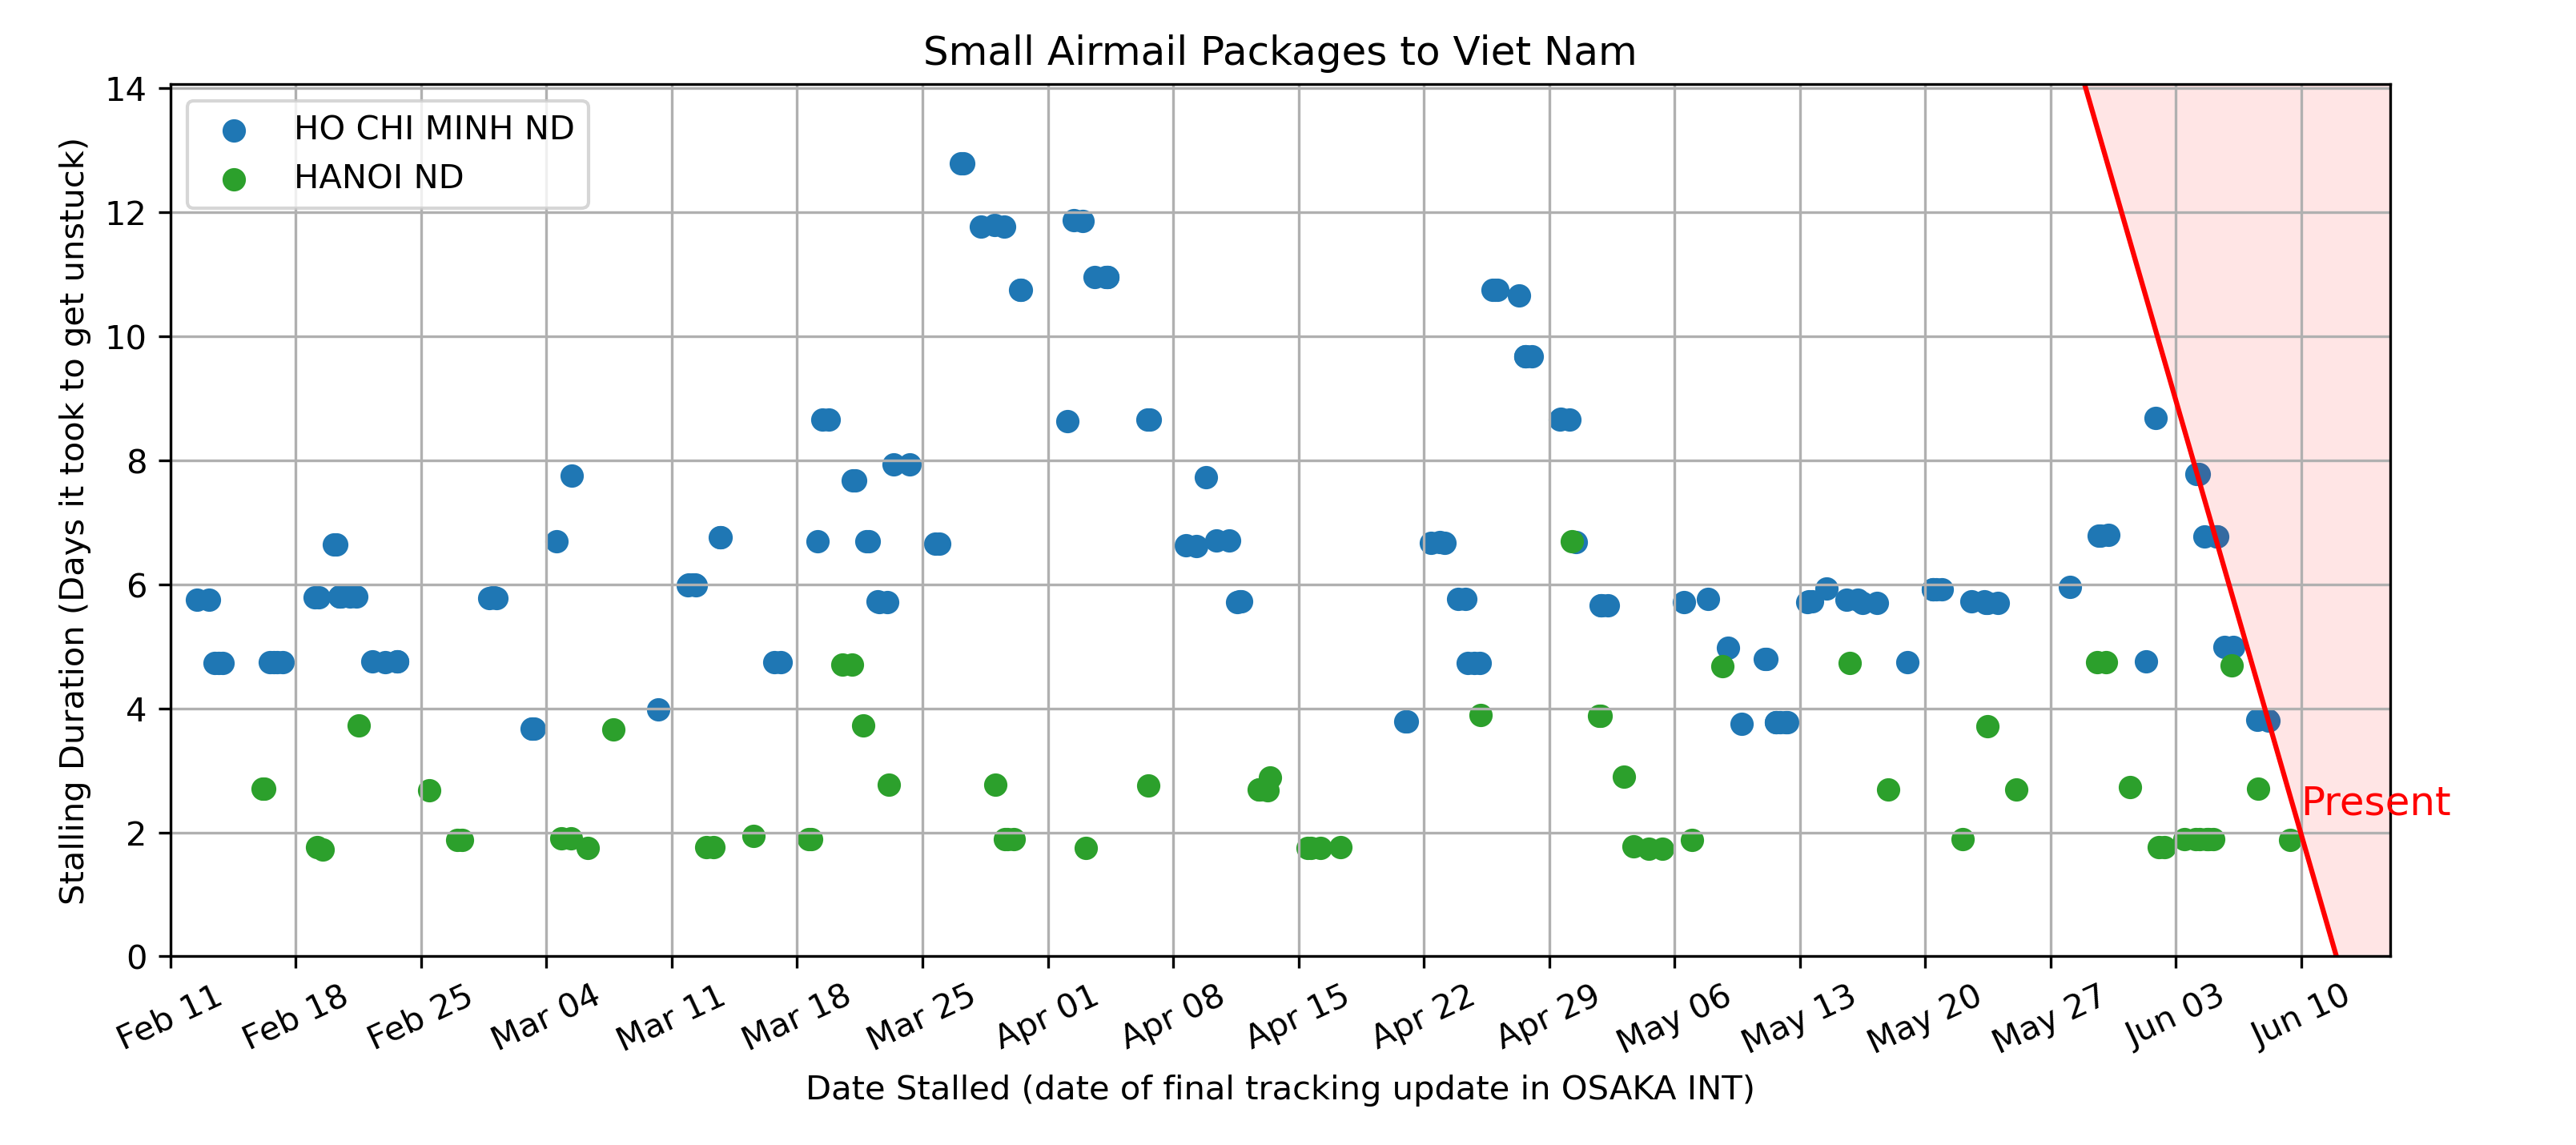 Small Airmail Packages to Viet Nam
HO CHI MINH ND
HANOI ND
Stalling Duration (Days it took to get unstuck)
14
12
10
8
6
4
2
0
Present
Feb 11
Feb 18
Feb 25
Mar 04
Mar 11
Mar 18
Mar 25
Apr 01
Apr 08
Apr 15
Apr 22
Apr 29
May 06
May 13
May 20
May 27
Jun 03
Jun 10
Date Stalled (date of final tracking update in OSAKA INT)